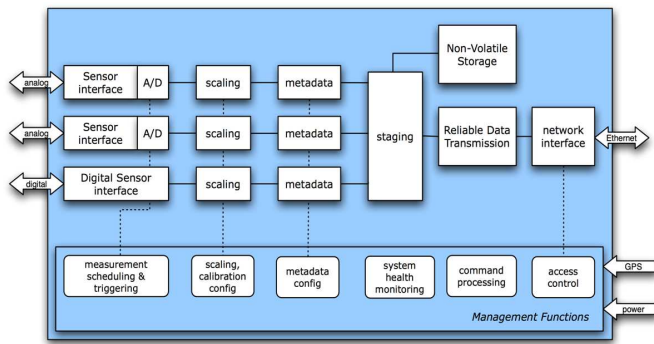 Non-Volatile
Storage
analog
Sensor
interface
A/D
scaling
metadata
analog
Sensor
interface
A/D
scaling
metadata
staging
Reliable Data
Transmission
network
interface
Ethernet
digital
Digital Sensor
interface
scaling
metadata
measurement
scheduling &
triggering
scaling,
calibration
config
metadata
config
system
health
monitoring
command
processing
access
control
GPS
power
Management Functions